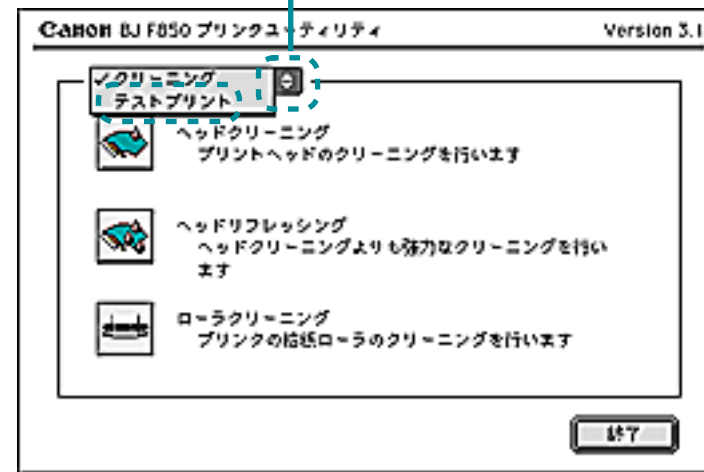 Canon BJ F850 プリンタユーティリティ
Version 3.1
✓クリーニング
テストプリント
ヘッドクリーニング
プリントヘッドのクリーニングを行います
ヘッドリフレッシング
ヘッドクリーニングよりも強力なクリーニングを行い
ます
ローラクリーニング
プリンタの給紙ローラのクリーニングを行います
終了